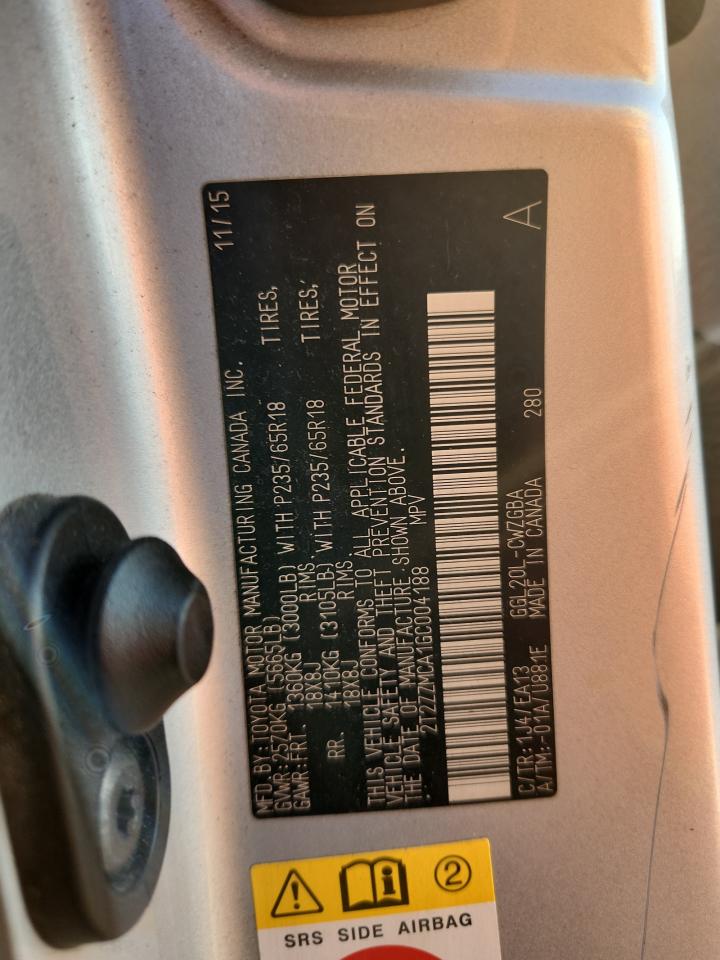 MFD BY: TOYOTA MOTOR MANUFACTURING CANADA INC. 11/15
GVWR: 2570KG (5665LB)
GAWR: FRT. 1360KG (3000LB) WITH P235/65R18 TIRES,
18X8J RIMS
RR. 1410KG (3105LB) WITH P235/65R18 TIRES,
18X8J RIMS
THIS VEHICLE CONFORMS TO ALL APPLICABLE FEDERAL MOTOR
VEHICLE SAFETY AND THEFT PREVENTION STANDARDS IN EFFECT ON
THE DATE OF MANUFACTURE SHOWN ABOVE.
2T2ZZMCA1GC004188 MPV
C/TR: 1J4/EA13 GGL20L-CWZGBA
A/TM: -01A/U881E MADE IN CANADA 280 A
2
SRS SIDE AIRBAG